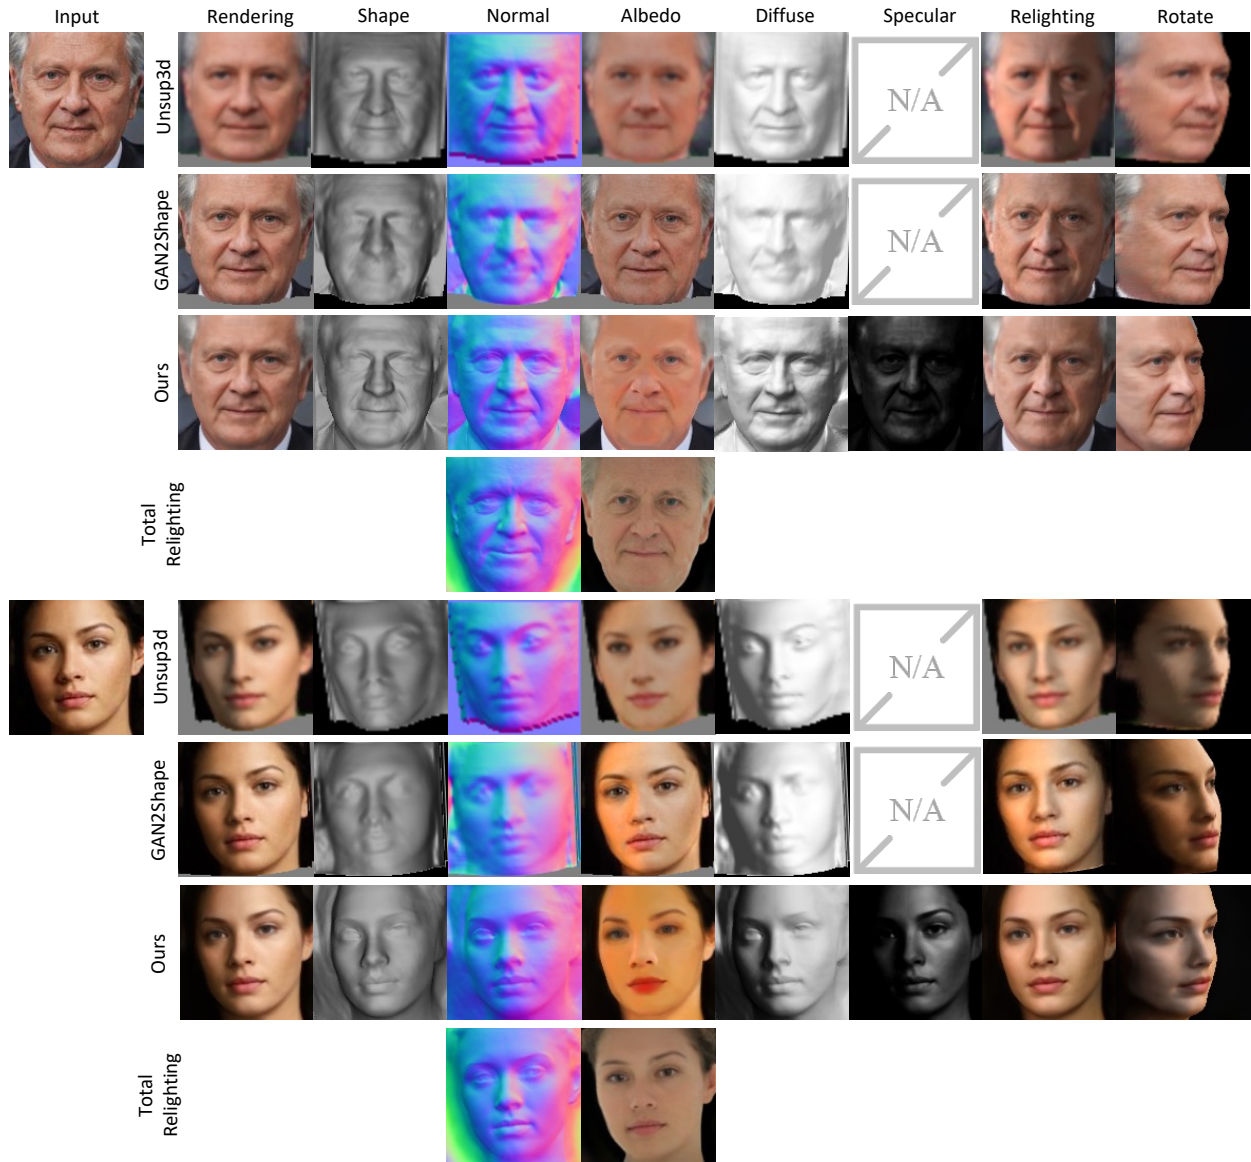 Input Rendering Shape Normal Albedo Diffuse Specular Relighting Rotate
Unsup3d
N/A
GAN2Shape
N/A
Ours
Total
Relighting
Unsup3d
N/A
GAN2Shape
N/A
Ours
Total
Relighting